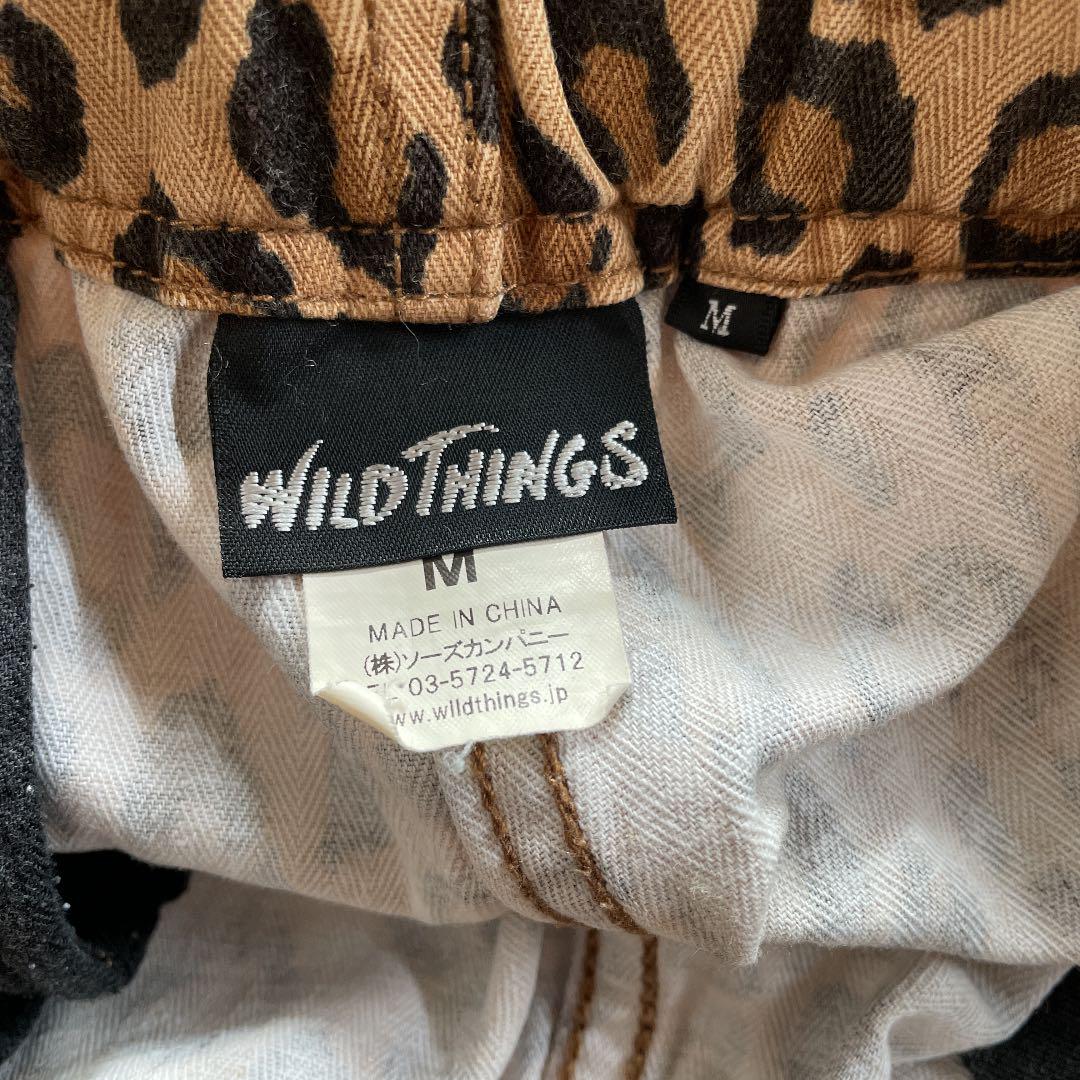 M
WILDTHINGS
M
MADE IN CHINA
(株)ソーズカンパニー
03-5724-5712
www.wildthings.jp